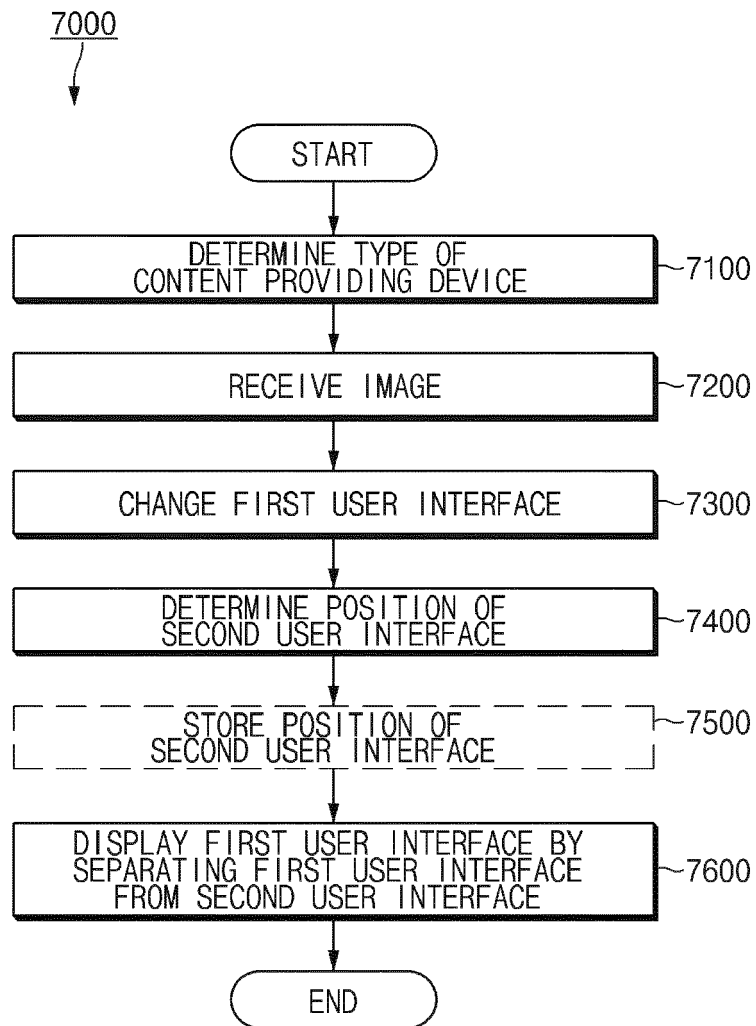 7000
START
DETERMINE TYPE OF
CONTENT PROVIDING DEVICE
7100
RECEIVE IMAGE
7200
CHANGE FIRST USER INTERFACE
7300
DETERMINE POSITION OF
SECOND USER INTERFACE
7400
STORE POSITION OF
SECOND USER INTERFACE
7500
DISPLAY FIRST USER INTERFACE BY
SEPARATING FIRST USER INTERFACE
FROM SECOND USER INTERFACE
7600
END